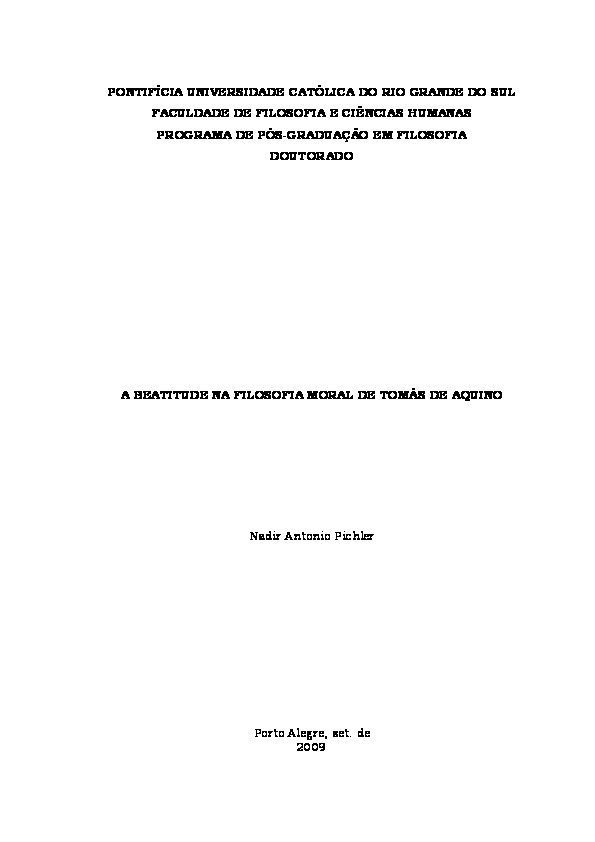 PONTIFÍCIA UNIVERSIDADE CATÓLICA DO RIO GRANDE DO SUL
FACULDADE DE FILOSOFIA E CIÊNCIAS HUMANAS
PROGRAMA DE PÓS-GRADUAÇÃO EM FILOSOFIA
DOUTORADO
A BEATITUDE NA FILOSOFIA MORAL DE TOMÁS DE AQUINO
Nadir Antonio Pichler
Porto Alegre, set. de
2009